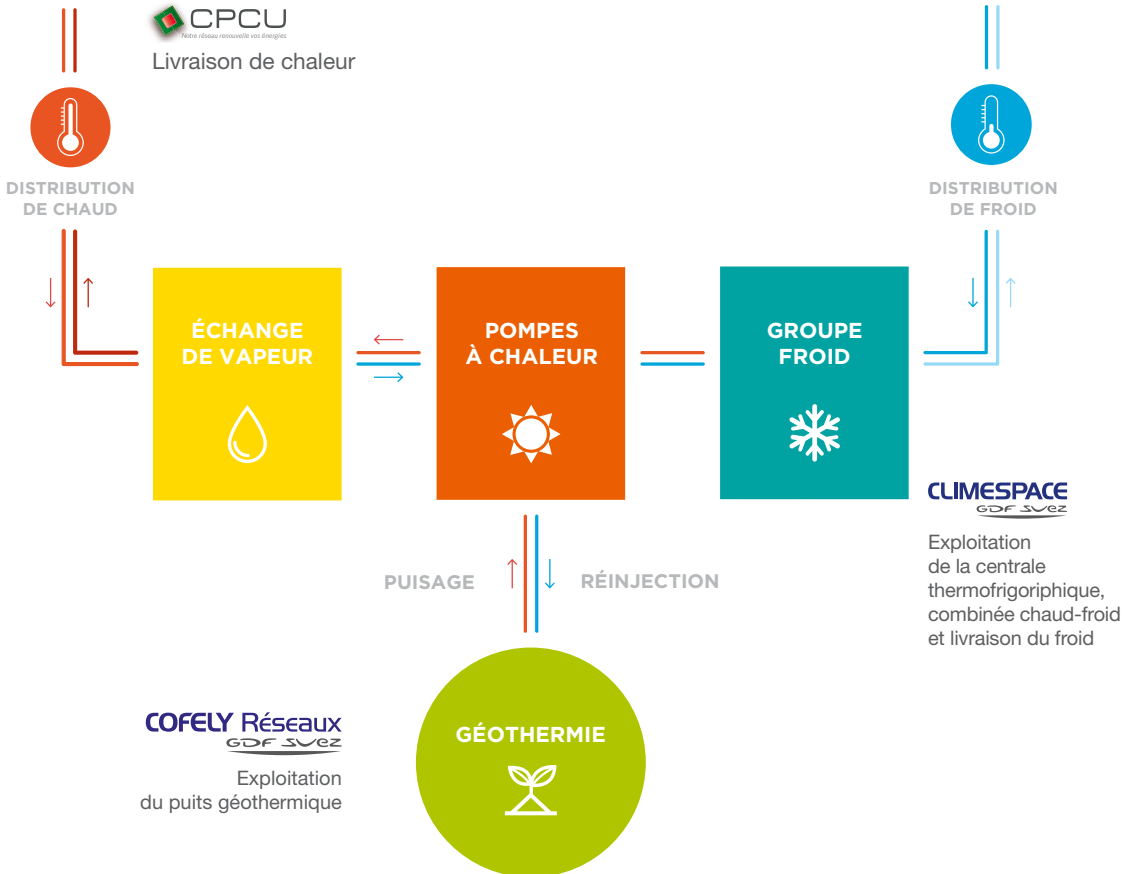 CPCU
Notre réseau renouvelle vos énergies
Livraison de chaleur
DISTRIBUTION
DE CHAUD
DISTRIBUTION
DE FROID
ÉCHANGE
DE VAPEUR
POMPES
À CHALEUR
GROUPE
FROID
CLIMESPACE
GDF SUEZ
Exploitation
de la centrale
thermofrigoriphique,
combinée chaud-froid
et livraison du froid
PUISAGE
RÉINJECTION
COFELY Réseaux
GDF SUEZ
Exploitation
du puits géothermique
GÉOTHERMIE